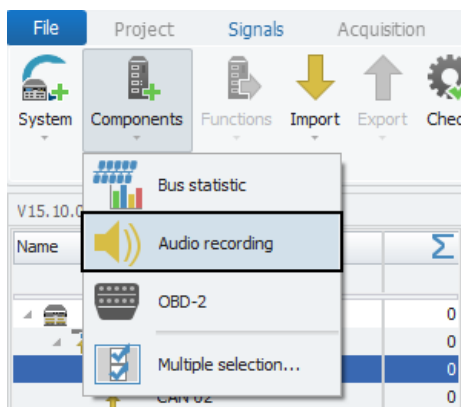 File Project Signals Acquisition
System Components Functions Import Export Chec
Bus statistic
V15.10.0
Name Audio recording Σ
OBD-2 0
0
Multiple selection... 0
CAN 02 0